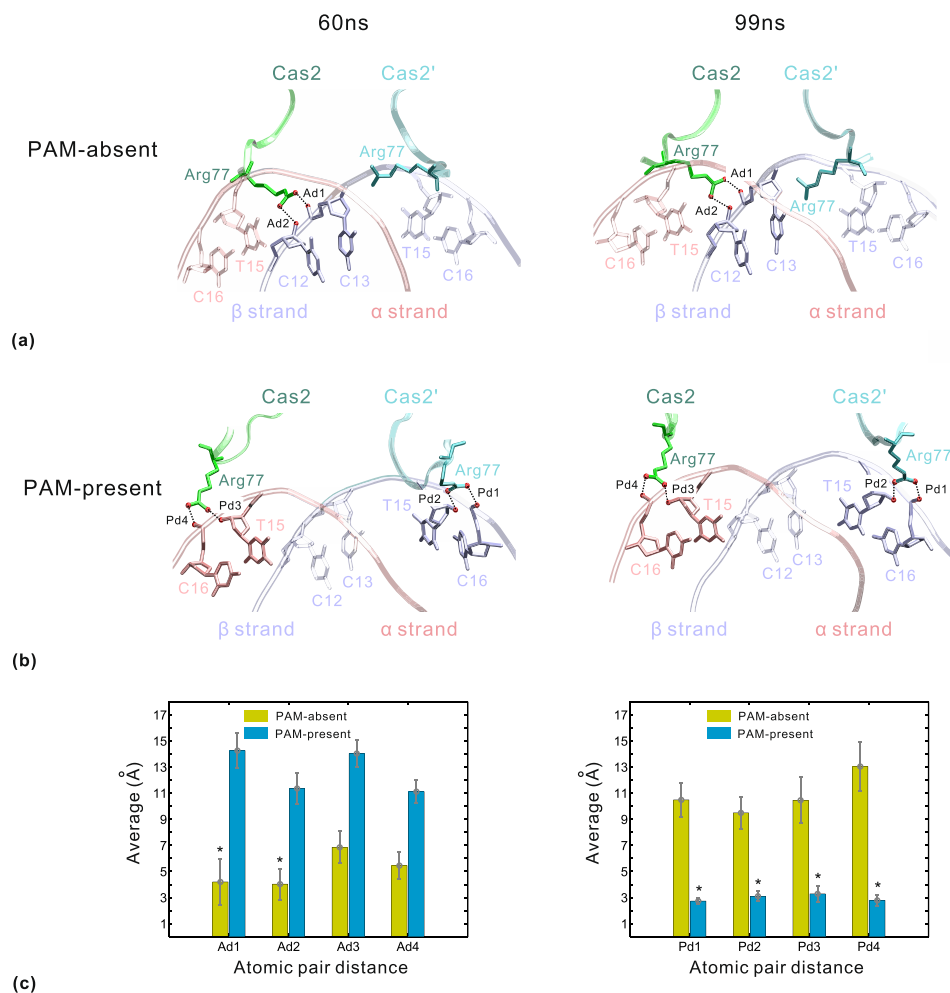 60ns 99ns
Cas2 Cas2' Cas2 Cas2'
PAM-absent
Arg77 Arg77 Arg77
Arg77 Ad1 Ad1
Ad2 Ad2 Arg77
T15 T15 T15 T15
C16 C12 C13 C16 C16 C12 C13 C16
β strand α strand β strand α strand
(a)
Cas2 Cas2' Cas2 Cas2'
PAM-present
Arg77 Arg77 Arg77 Arg77
Pd4 Pd3 Pd2 Pd1 Pd4 Pd3 Pd2 Pd1
T15 T15 T15 T15
C16 C12 C13 C16 C16 C12 C13 C16
β strand α strand β strand α strand
(b)
17 PAM-absent 17 PAM-absent
15 PAM-present 15 PAM-present
13 13
11 11
9 9
7 7
5 * * 5
3 3 * * * *
1 1
Average (Å) Average (Å)
Ad1 Ad2 Ad3 Ad4 Pd1 Pd2 Pd3 Pd4
Atomic pair distance Atomic pair distance
(c)